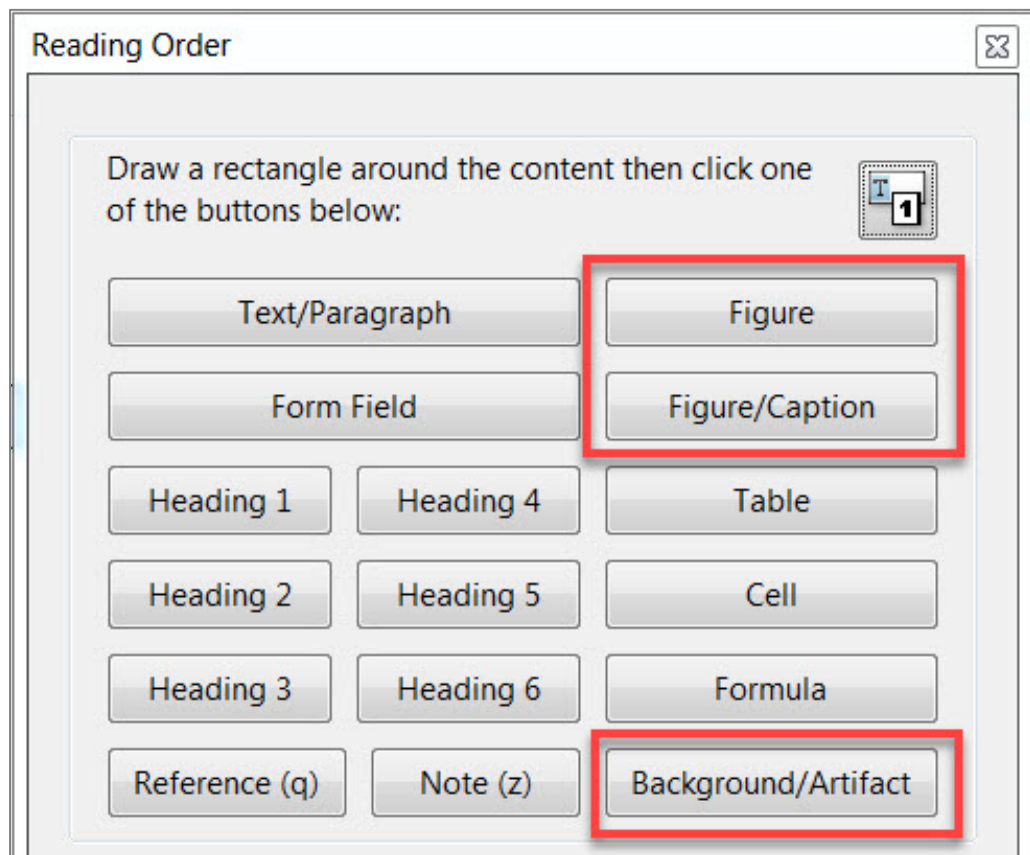 Reading Order
Draw a rectangle around the content then click one
of the buttons below:
T
1
Text/Paragraph
Figure
Form Field
Figure/Caption
Heading 1
Heading 4
Table
Heading 2
Heading 5
Cell
Heading 3
Heading 6
Formula
Reference (q)
Note (z)
Background/Artifact